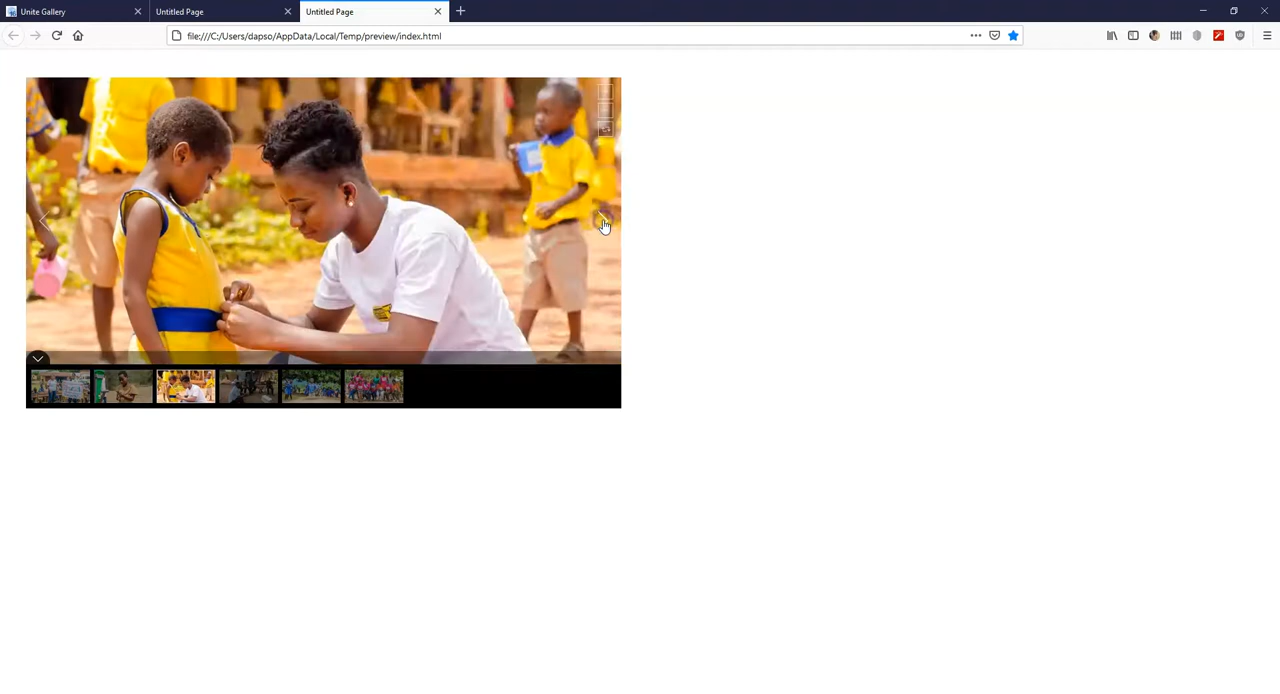 Unite Gallery
Untitled Page
Untitled Page
file:///C:/Users/dapso/AppData/Local/Temp/preview/index.html